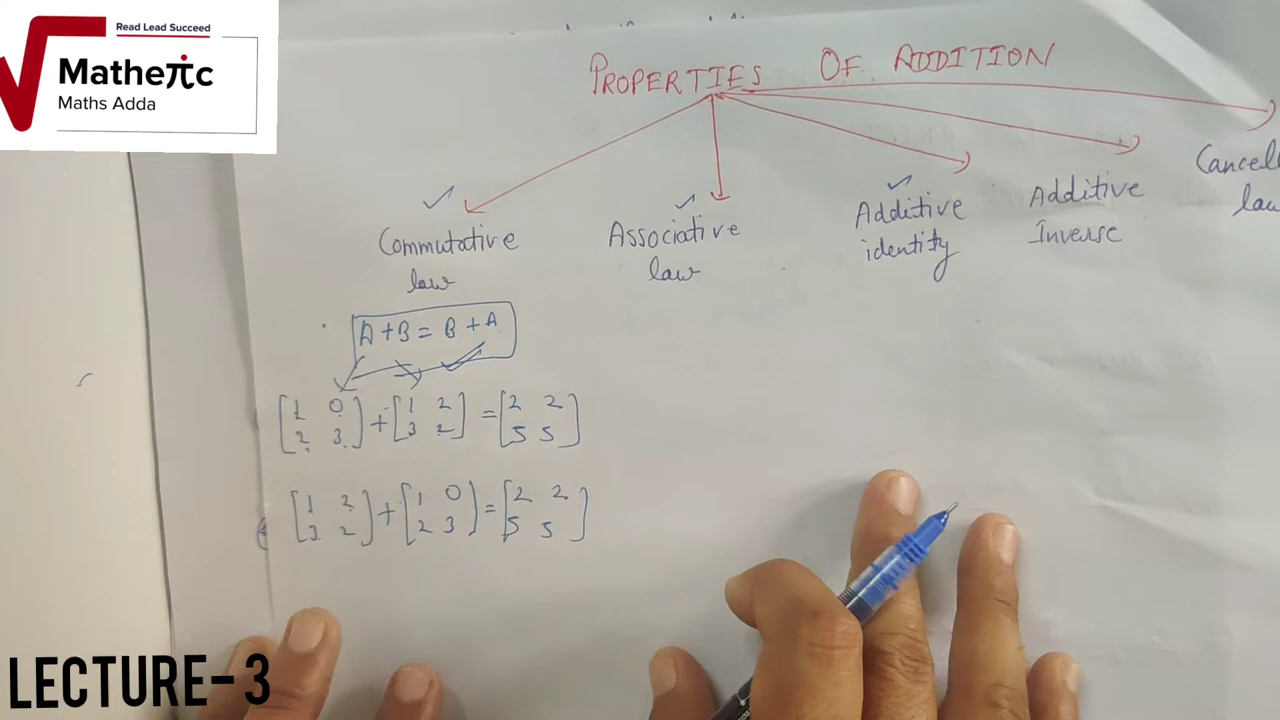 Read Lead Succeed
Matheπc
Maths Adda
PROPERTIES OF ADDITION
Commutative
law
Associative
law
Additive
identity
Additive
Inverse
law
A+B = B+A
[1 0 + [1 2 = [2 2
2 3] 3 2] 5 5]
[1 2 + [1 0 = [2 2
3 2] 2 3] 5 5]
LECTURE-3